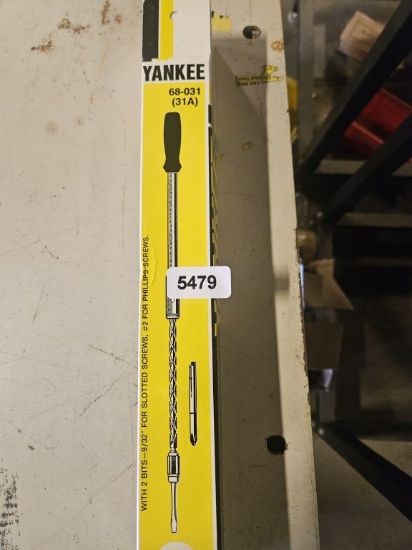 YANKEE
68-031
(31A)
5479
WITH 2 BITS – 9/32" FOR SLOTTED SCREWS, #2 FOR PHILLIPS SCREWS.